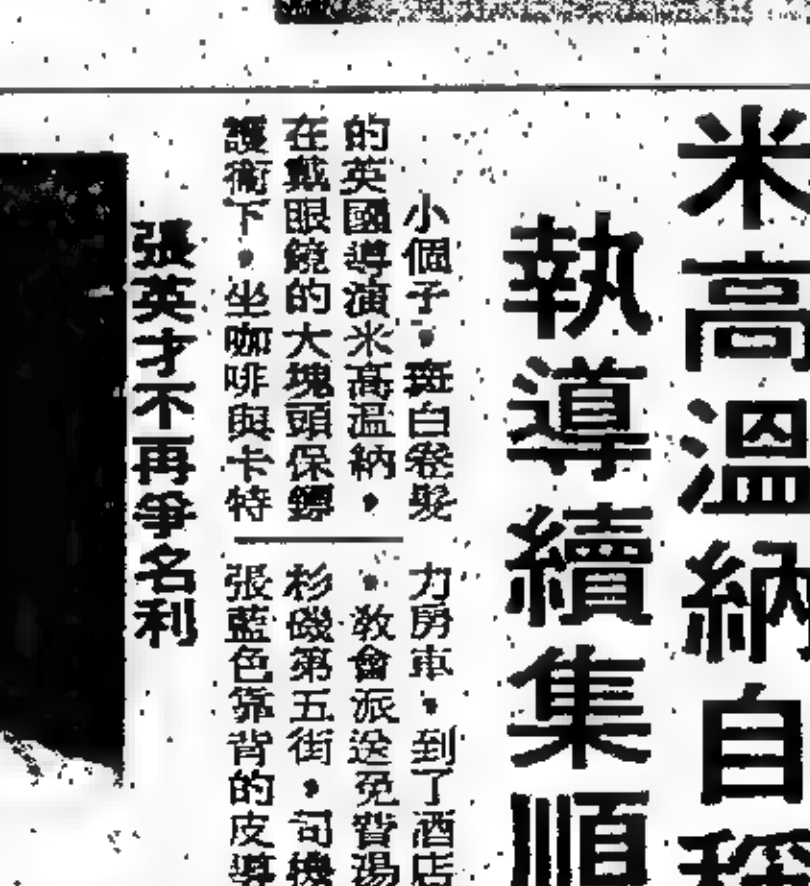 米高溫納自稱
執導續集順
小個子，斑白卷髮
的英國導演米高溫納，
在戴眼鏡的大塊頭保鏢
護衛下，坐咖啡與卡特
力房車，到了酒店
，教會派送免費湯
杉磯第五街，司機
張藍色靠背的皮導
張英才不再爭名利